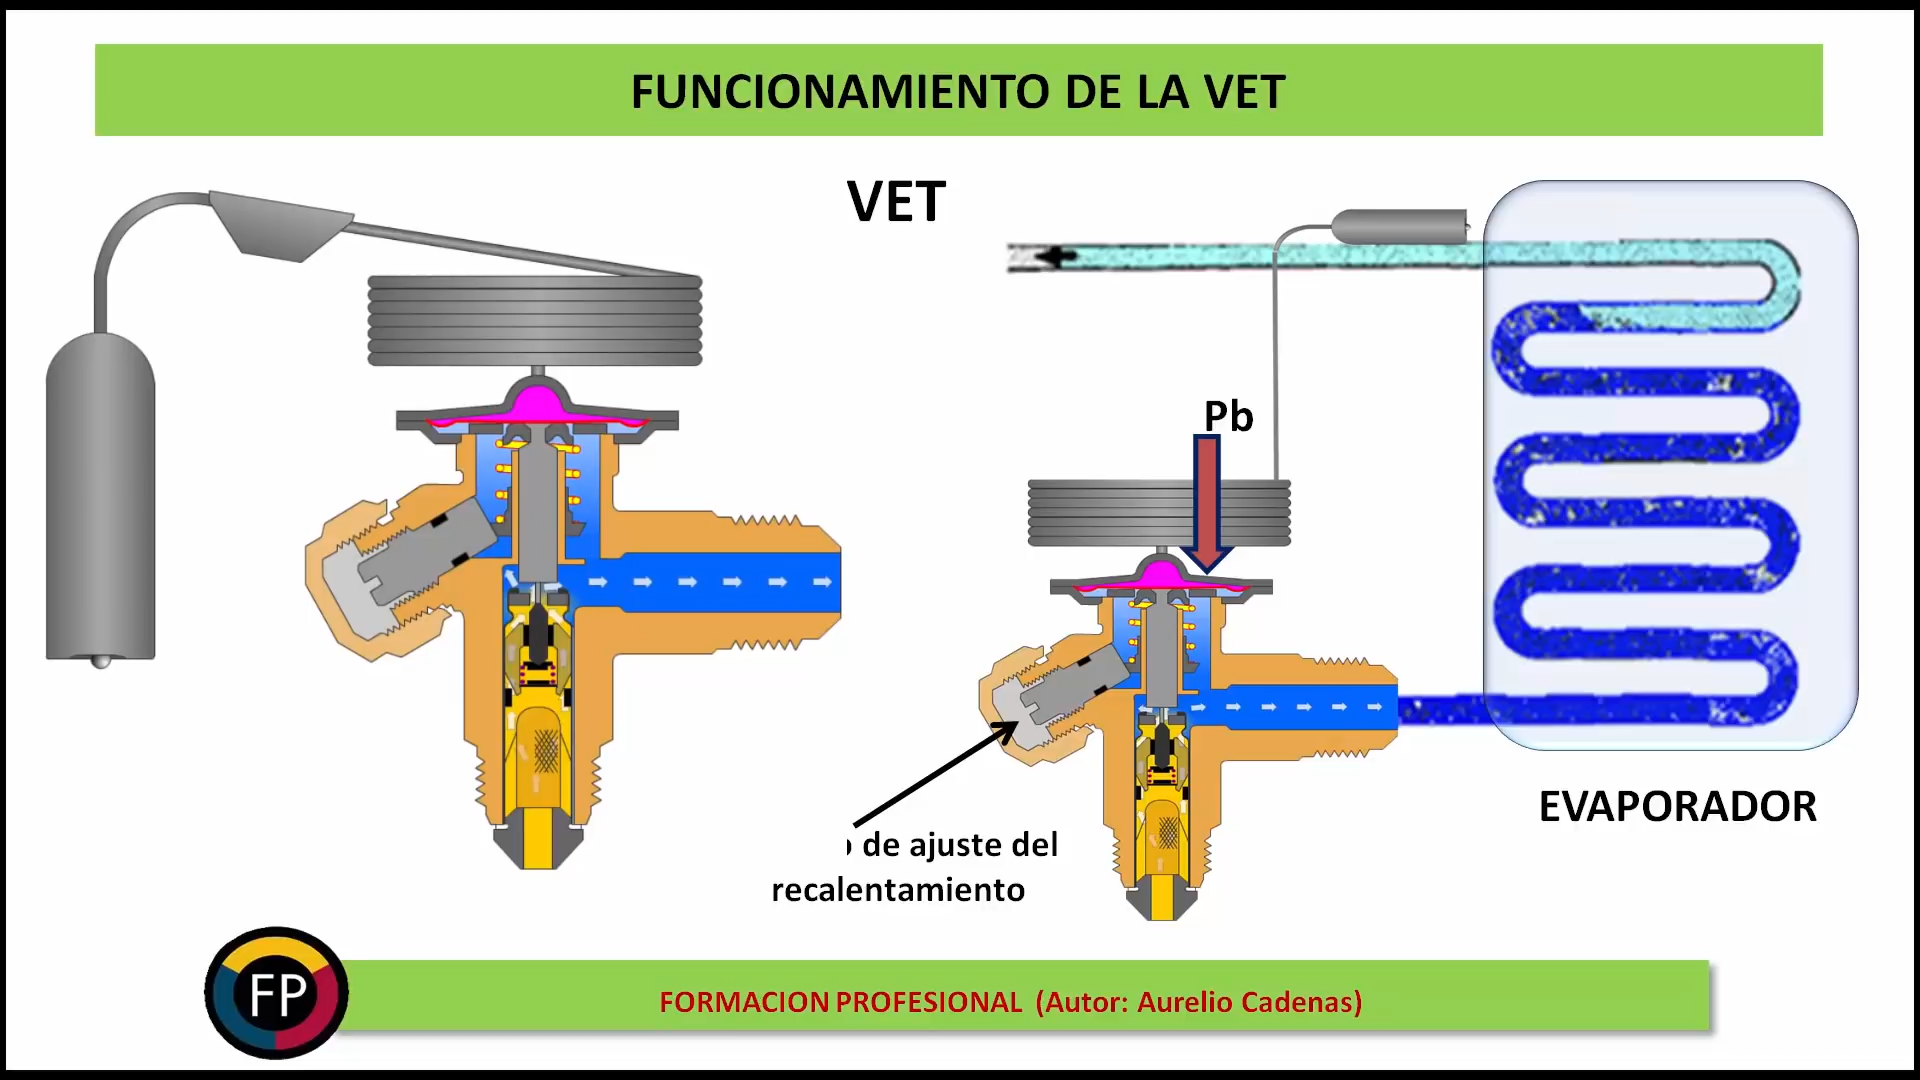 FUNCIONAMIENTO DE LA VET
VET
Pb
EVAPORADOR
de ajuste del
recalentamiento
FP
FORMACION PROFESIONAL (Autor: Aurelio Cadenas)